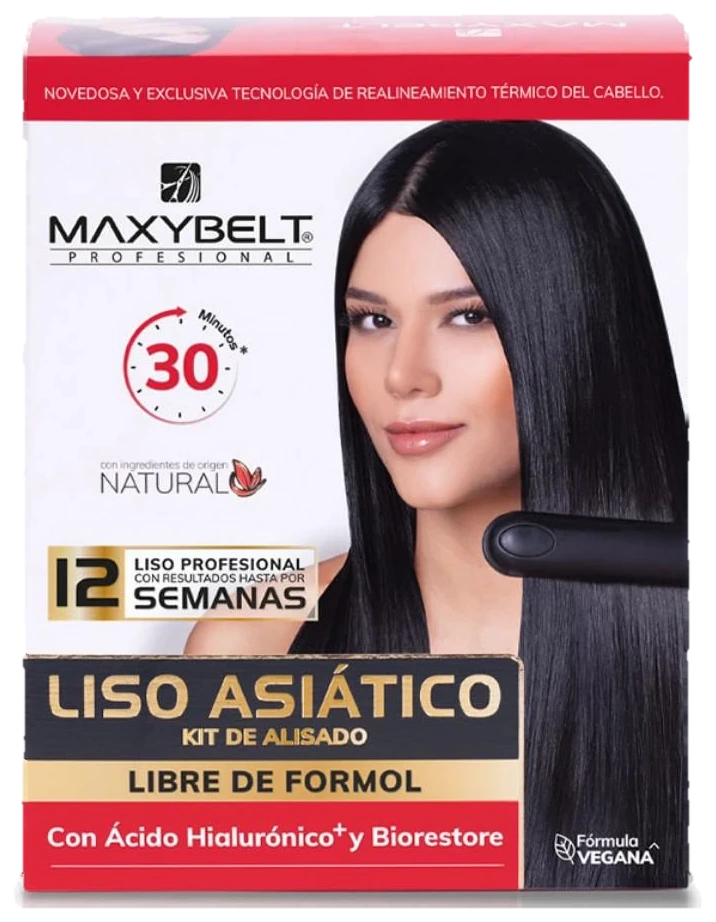 MAXYBELT
NOVEDOSA Y EXCLUSIVA TECNOLOGÍA DE REALINEAMIENTO TÉRMICO DEL CABELLO.
MAXYBELT®
PROFESIONAL
30 Minutos*
con ingredientes de origen
NATURAL
12 LISO PROFESIONAL
CON RESULTADOS HASTA POR
SEMANAS
LISO ASIÁTICO
KIT DE ALISADO
LIBRE DE FORMOL
Con Ácido Hialurónico+ y Biorestore
Fórmula
VEGANA^